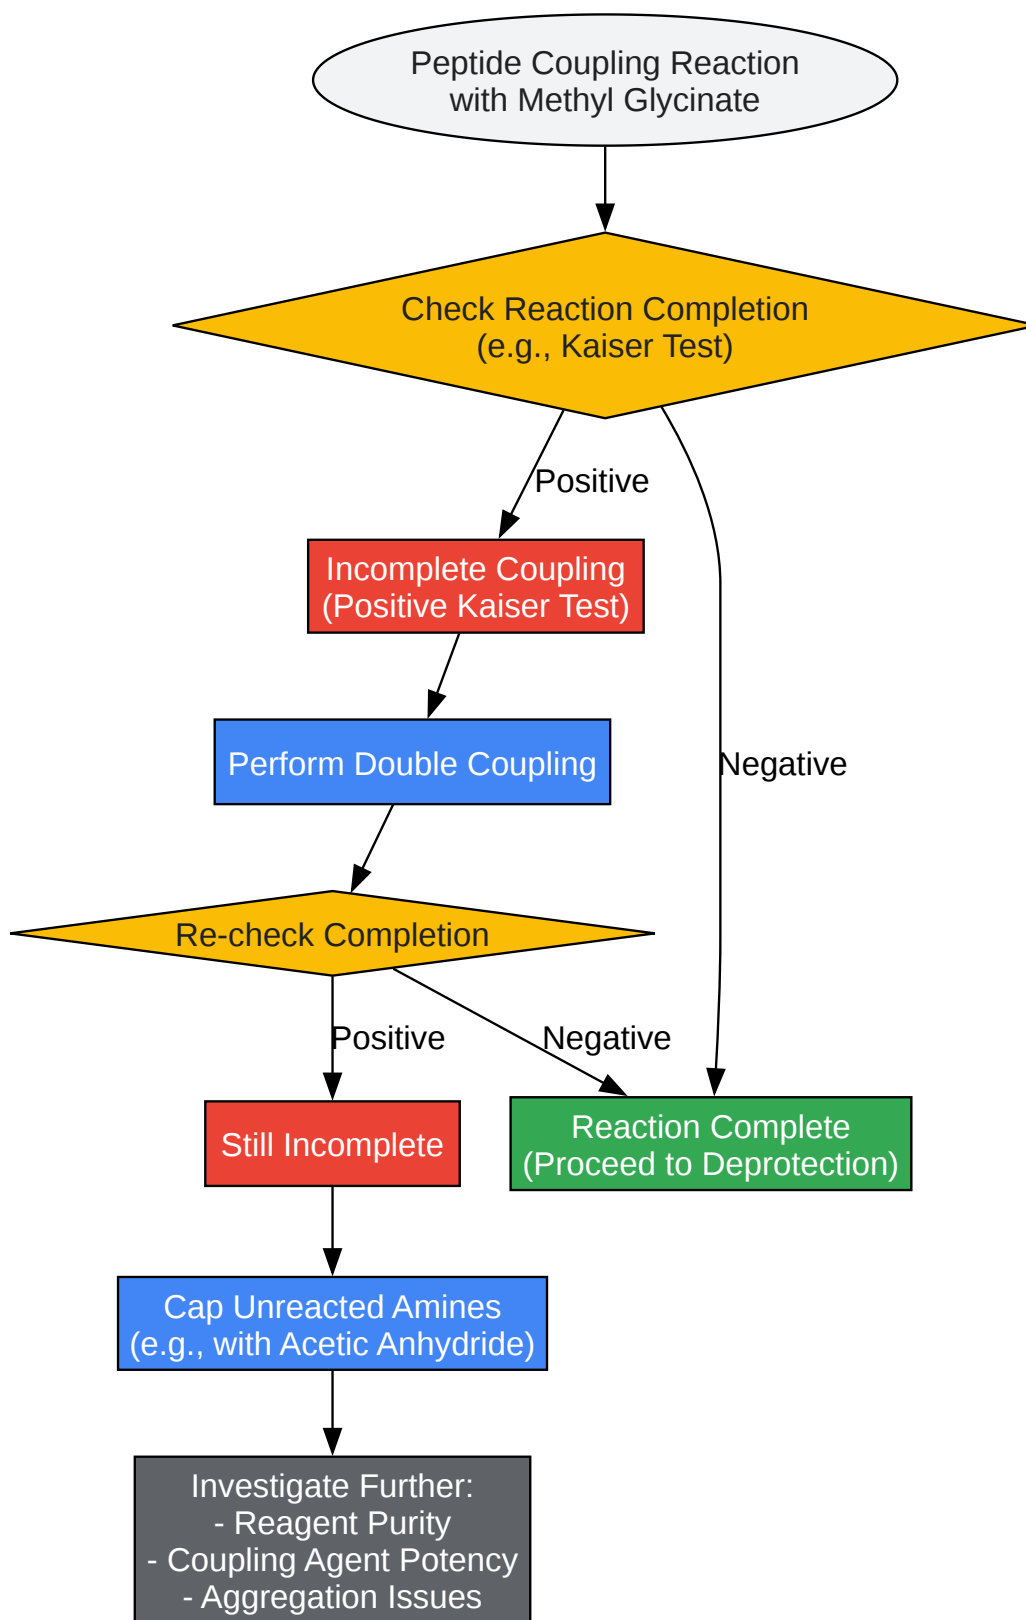 Peptide Coupling Reaction
with Methyl Glycinate
Check Reaction Completion
(e.g., Kaiser Test)
Positive
Incomplete Coupling
(Positive Kaiser Test)
Perform Double Coupling
Negative
Re-check Completion
Positive
Negative
Still Incomplete
Reaction Complete
(Proceed to Deprotection)
Cap Unreacted Amines
(e.g., with Acetic Anhydride)
Investigate Further:
- Reagent Purity
- Coupling Agent Potency
- Aggregation Issues